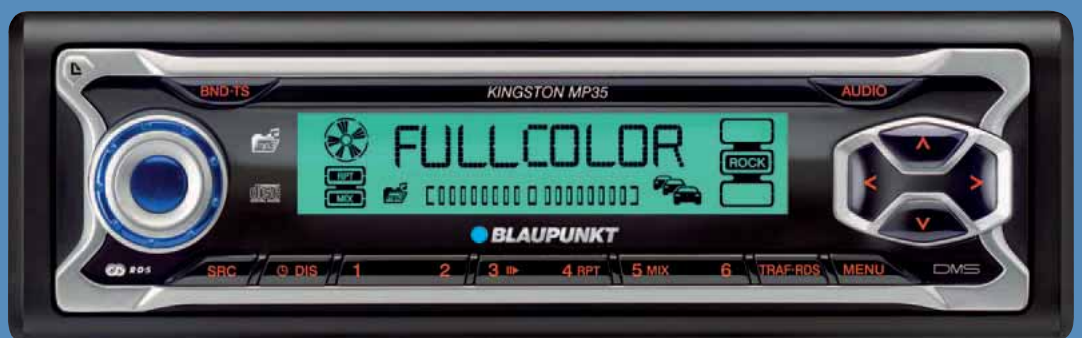 BND·TS
KINGSTON MP35
AUDIO
FULLCOLOR
RPT
MIX
ROCK
BLAUPUNKT
RDS
SRC
DIS
1
2
3
4 RPT
5 MIX
6
TRAF·RDS
MENU
DMS